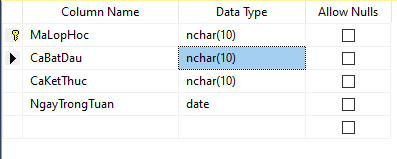 Column Name Data Type Allow Nulls
MaLopHoc nchar(10)
CaBatDau nchar(10)
CaKetThuc nchar(10)
NgayTrongTuan date